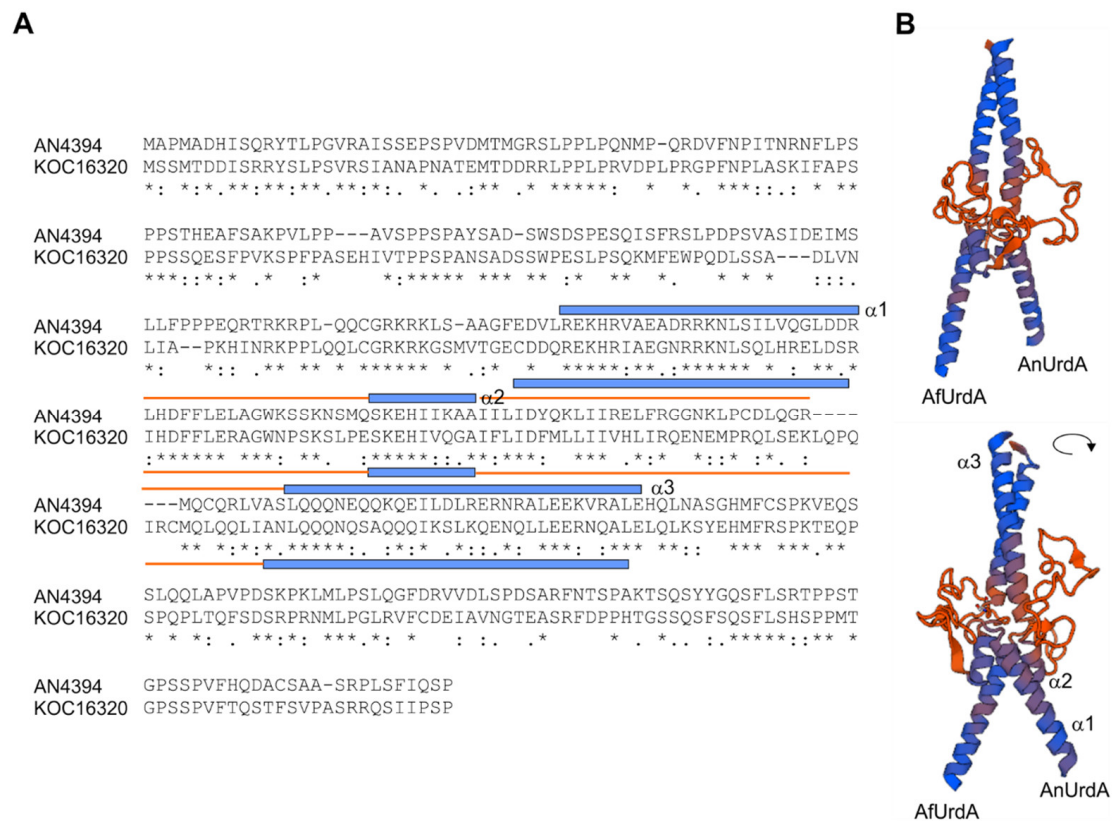 A
B
AN4394 MAPMADHISQRYTLPGVRAISSEPSPVDMTMGRSLPPLPQNMP-QRDVFNPITNRNFLPS
KOC16320 MSSMTDDISRRYSLPSVRSIANAPNATEMTDDRRLPPLPRVDPLPRGPFNPLASKIFAPS
AN4394 PPSTHEAFSAKPVLPP---AVSPPSPAYSAD-SWSDSPESQISFRSLPDPSVASIDEIMS
KOC16320 PPSSQESFPVKSPFPASEHIVTPPSPANSADSSWPESLPSQKMFEWPQDLSSA---DLVN
α1
AN4394 LLFPPPEQRTRKRPL-QQCGRKRKLS-AAGFEDVLREKHRVAEADRRKNLSILVQGLDDR
KOC16320 LIA--PKHINRKPPLQQLCGRKRKGSMVTGECDDQREKHRIAEGNRRKNLSQLHRELDSR
α2
AN4394 LHDFFLELAGWKSSKNSMQSKEHIIKAAIILIDYQKLIIRELFRGGNKLPCDLQGR----
KOC16320 IHDFFLERAGWNPSKSLPESKEHIVQGAIFLIDFMLLIIVHLIRQENEMPRQLSEKLQPQ
α3
AN4394 ---MQCQRLVASLQQQNEQQKQEILDLRERNRALEEKVRALEHQLNASGHMFCSPKVEQS
KOC16320 IRCMLQQLIANLQQQNQSAQQQIKSLKQENQLLEERNQALELQLKSYEHMFRSPKTEQP
AN4394 SLQQLAPVPDSKPKLMLPSLQGFDRVVDLSPDSARFNTSPAKTSQSYYGQSFLSRTPPST
KOC16320 SPQPLTQFSDSRPRNMLPGLRVFCDEIAVNGTEASRFDPPHTGSSQSFSQSFLSHSPPMT
AN4394 GPSSPVFHQDACSAA-SRPLSFIQSP
KOC16320 GPSSPVFTQSTFSVPASRRQSIIPSP
AfUrdA
AnUrdA
α3
α2
α1
AnUrdA
AfUrdA